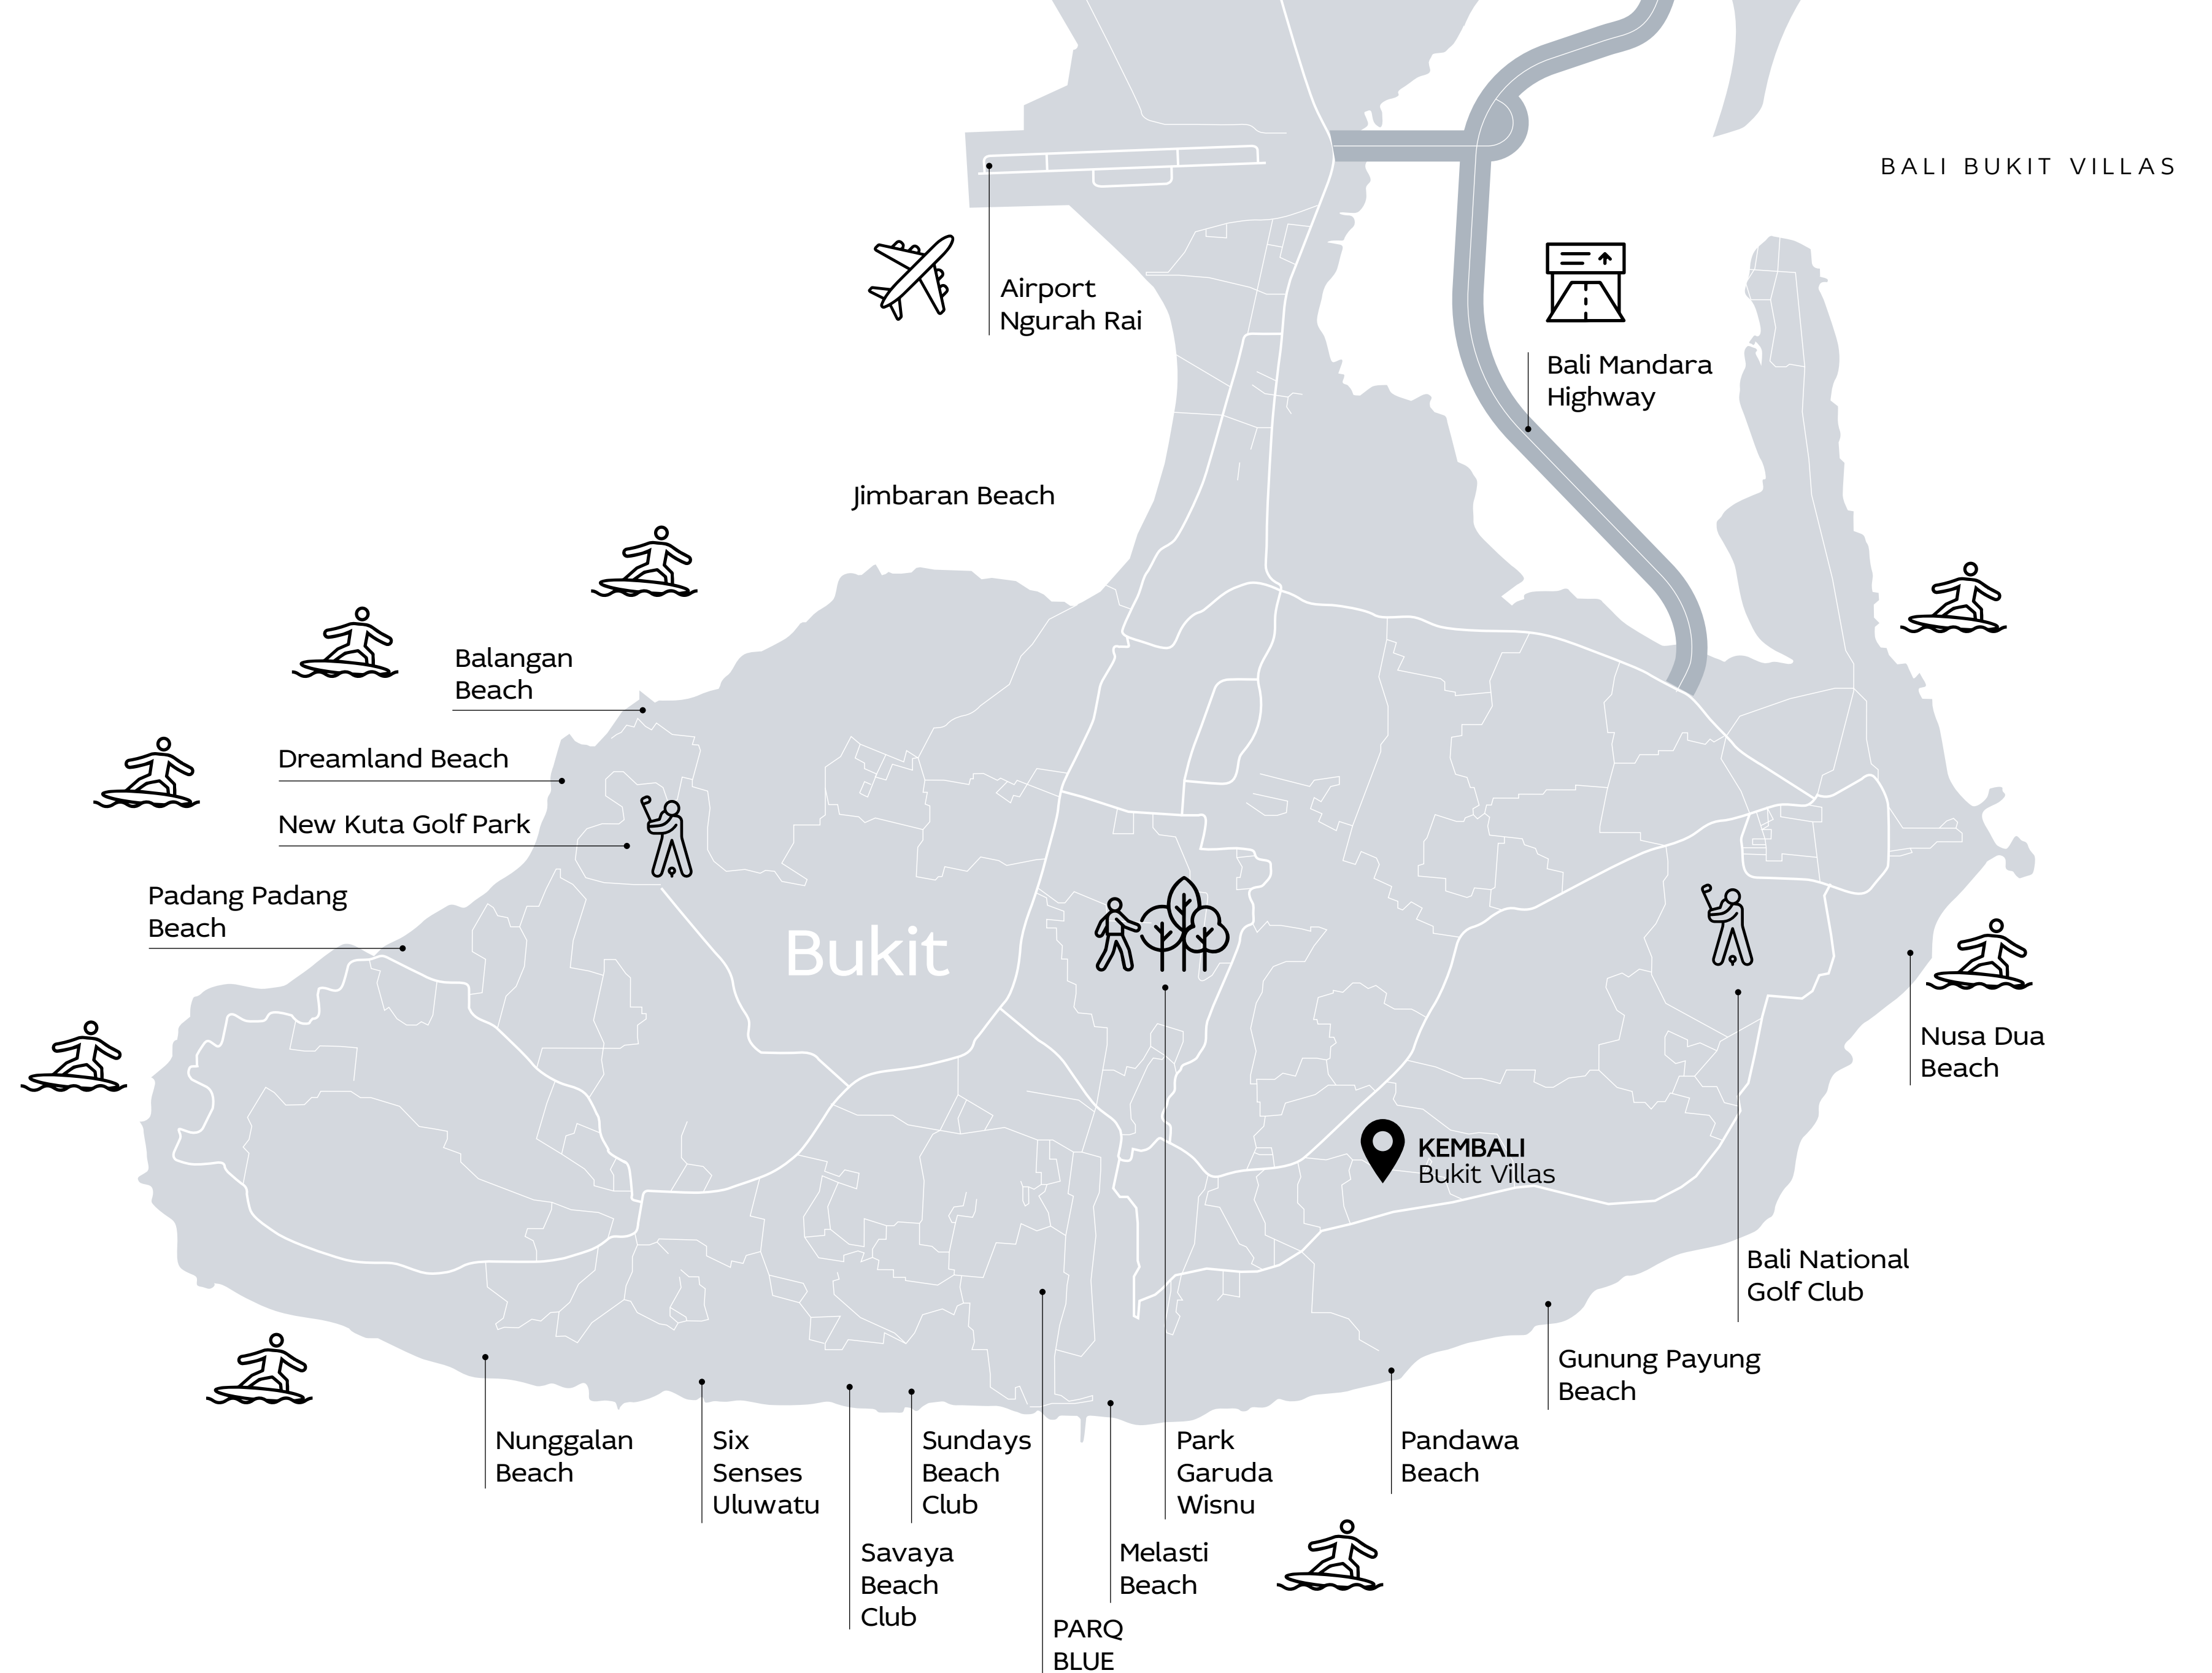 BALI BUKIT VILLAS
Airport
Ngurah Rai
Bali Mandara
Highway
Jimbaran Beach
Balangan
Beach
Dreamland Beach
New Kuta Golf Park
Padang Padang
Beach
Bukit
Nusa Dua
Beach
KEMBALI
Bukit Villas
Bali National
Golf Club
Gunung Payung
Beach
Nunggalan
Beach
Six
Senses
Uluwatu
Savaya
Beach
Club
Sundays
Beach
Club
PARQ
BLUE
Melasti
Beach
Park
Garuda
Wisnu
Pandawa
Beach